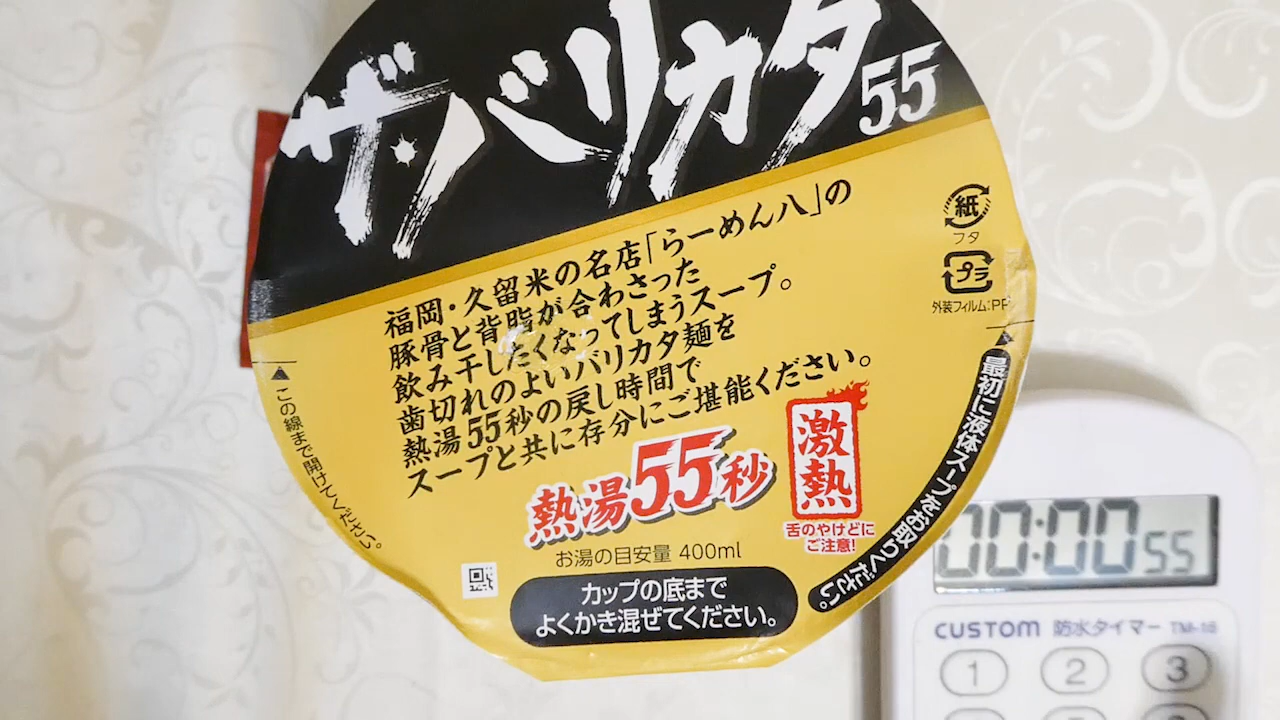 ザ・バリカタ55
福岡・久留米の名店「らーめん八」の
豚骨と背脂が合わさった
飲み干したくなってしまうスープ。
歯切れのよいバリカタ麺を
熱湯55秒の戻し時間で
スープと共に存分にご堪能ください。
熱湯55秒
激熱
舌のやけどに
ご注意!
お湯の目安量 400ml
カップの底まで
よくかき混ぜてください。
この線まで開けてください。
最初に液体スープをお取りください。
紙
フタ
プラ
外装フィルム:PP
00:00 55
CUSTOM 防水タイマー TM-16
1 2 3